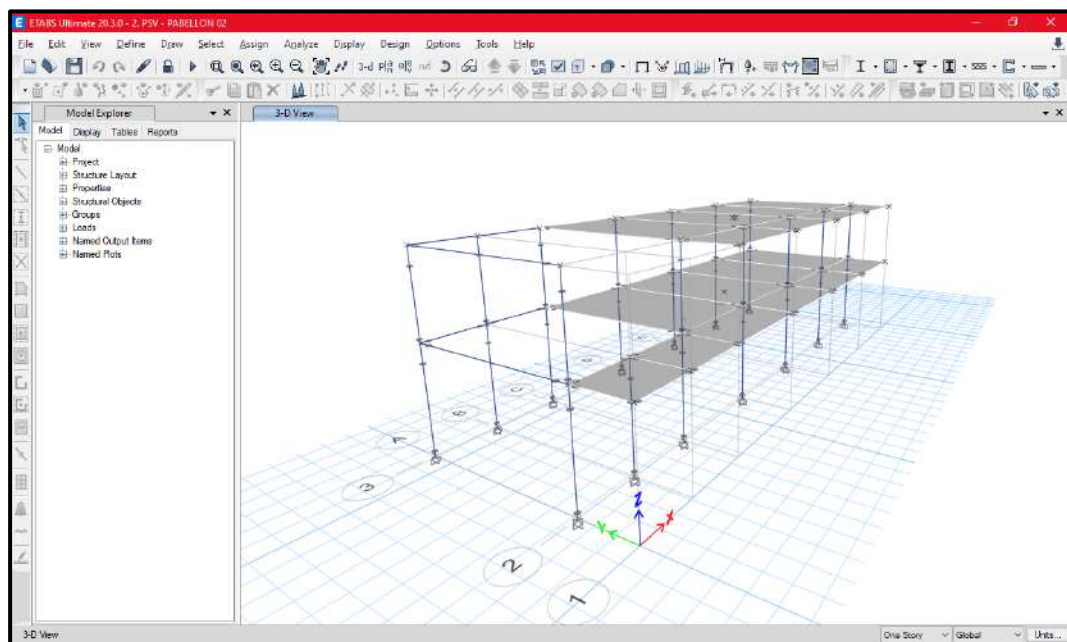 ETABS Ultimate 20.3.0 - 2. PSV - PABELLON 02
File Edit View Define Draw Select Assign Analyze Display Design Options Tools Help
3-d
Model Explorer
3-D View
Model Display Tables Reports
Model
Project
Structure Layout
Properties
Structural Objects
Groups
Loads
Named Output Items
Named Plots
C
B
A
3
Z
Y
X
2
1
3-D View
One Story
Global
Units...